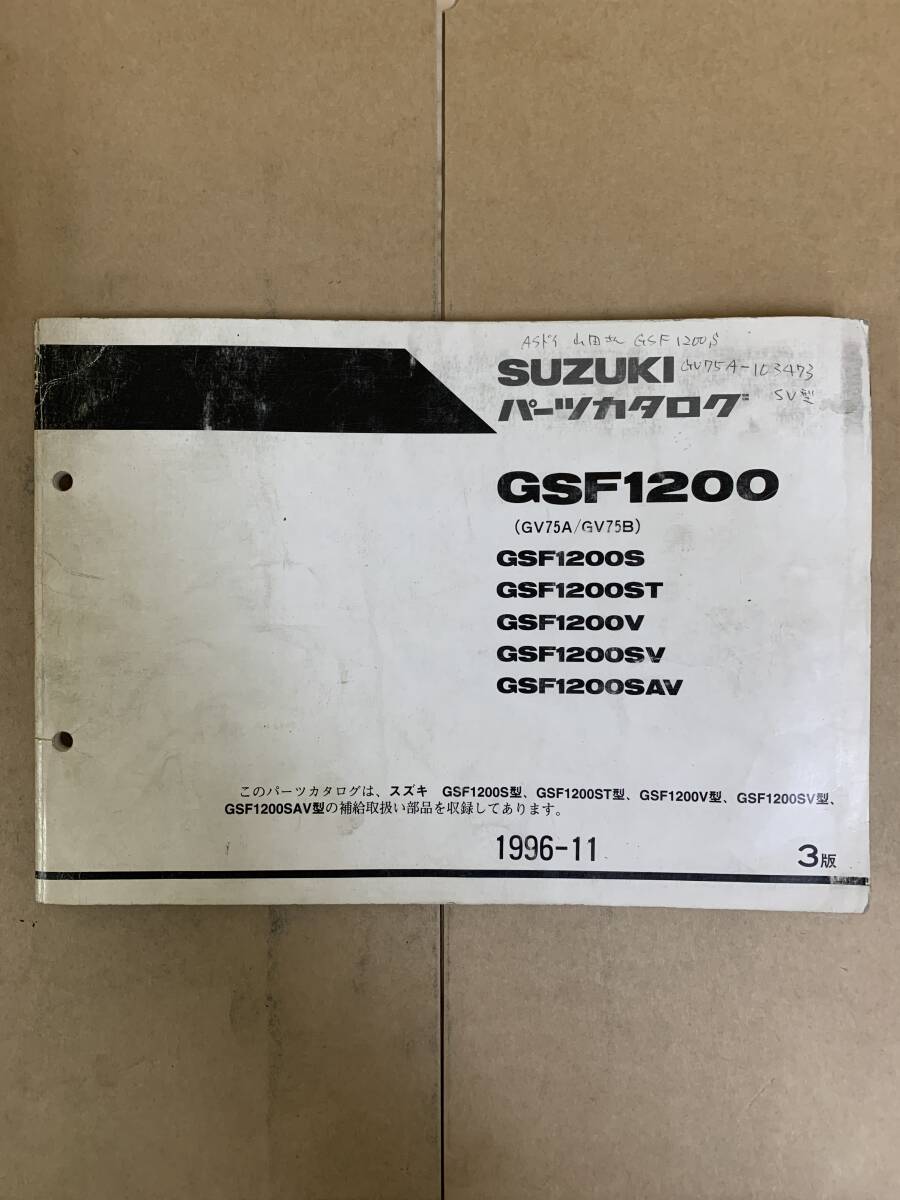 山田さん GSF1200S
SUZUKI GV75A-103473
パーツカタログ SV型
GSF1200
(GV75A/GV75B)
GSF1200S
GSF1200ST
GSF1200V
GSF1200SV
GSF1200SAV
このパーツカタログは、スズキ GSF1200S型、GSF1200ST型、GSF1200V型、GSF1200SV型、
GSF1200SAV型の補給取扱い部品を収録してあります。
1996-11 3版